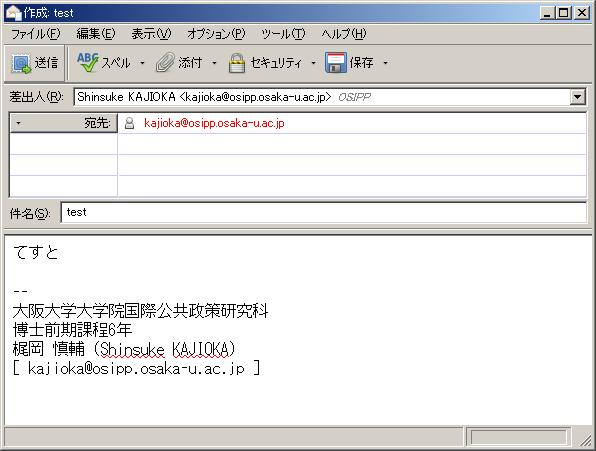 作成: test
ファイル(F) 編集(E) 表示(V) オプション(P) ツール(T) ヘルプ(H)
送信 ABC スペル 添付 セキュリティ 保存
差出人(R): Shinsuke KAJIOKA <kajioka@osipp.osaka-u.ac.jp> OSIPP
宛先: kajioka@osipp.osaka-u.ac.jp
件名(S): test
てすと
--
大阪大学大学院国際公共政策研究科
博士前期課程6年
梶岡 慎輔 (Shinsuke KAJIOKA)
[ kajioka@osipp.osaka-u.ac.jp ]